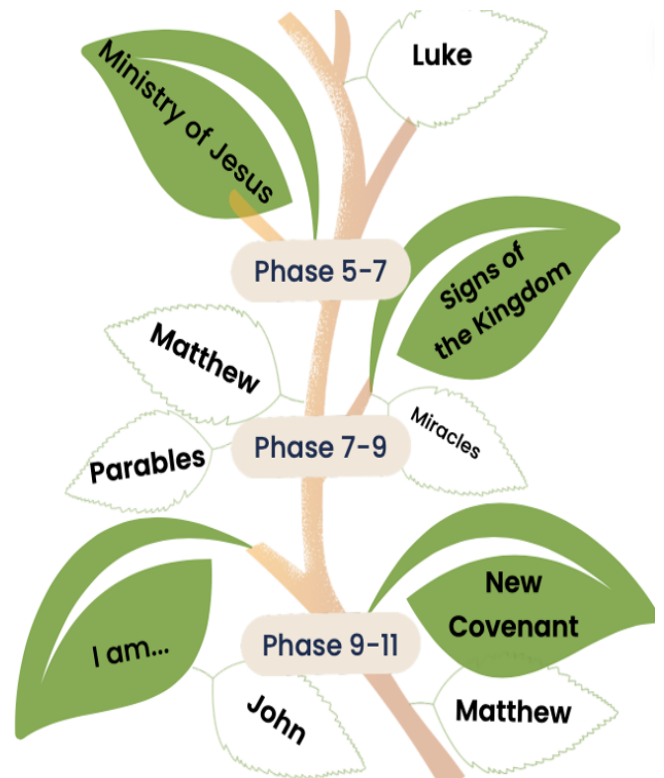 Luke
Ministry of Jesus
Phase 5-7
Signs of
the Kingdom
Matthew
Miracles
Phase 7-9
Parables
New
Covenant
Phase 9-11
I am...
John
Matthew